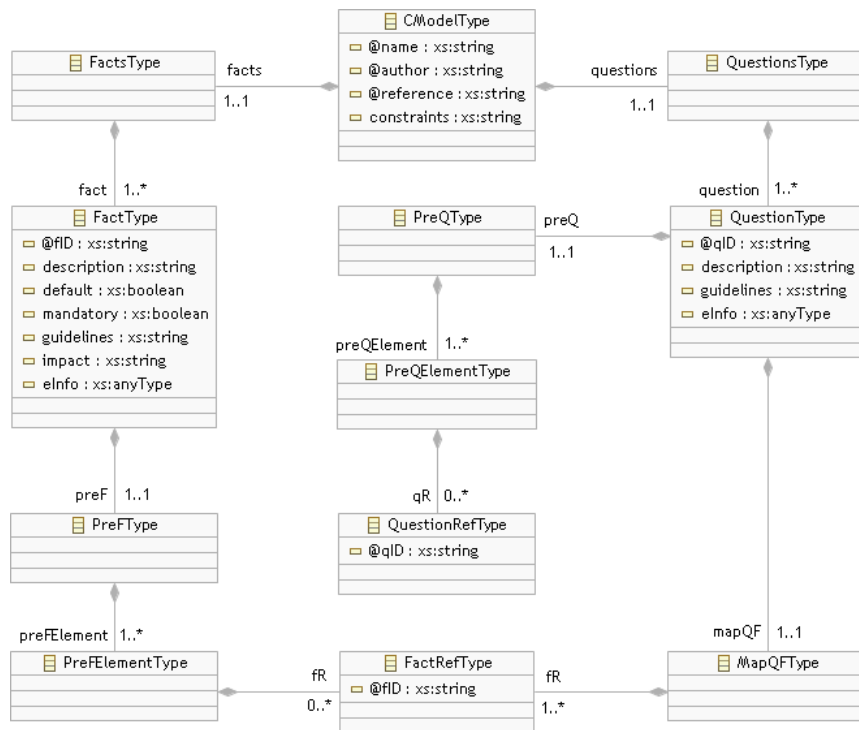 CModelType
@name : xs:string
@author : xs:string
@reference : xs:string
constraints : xs:string
FactsType
facts
1..1
questions
1..1
QuestionsType
fact 1..*
question 1..*
FactType
@fID : xs:string
description : xs:string
default : xs:boolean
mandatory : xs:boolean
guidelines : xs:string
impact : xs:string
eInfo : xs:anyType
PreQType
preQ
1..1
QuestionType
@qID : xs:string
description : xs:string
guidelines : xs:string
eInfo : xs:anyType
preQElement 1..*
PreQElementType
qR 0..*
QuestionRefType
@qID : xs:string
preF 1..1
PreFType
preFElement 1..*
PreFElementType
fR
0..*
FactRefType
@fID : xs:string
fR
1..*
mapQF 1..1
MapQFType